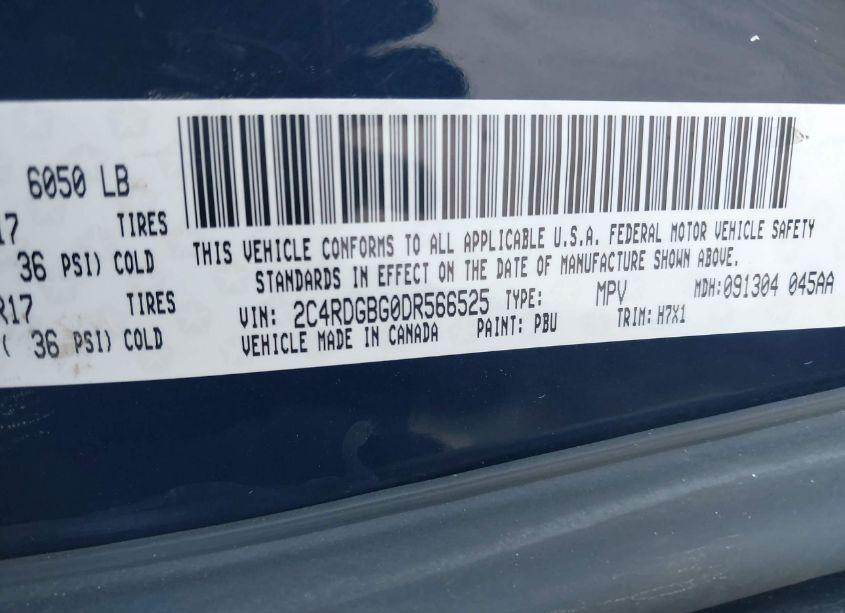 6050 LB
17 TIRES
36 PSI) COLD
R17 TIRES
( 36 PSI) COLD
THIS VEHICLE CONFORMS TO ALL APPLICABLE U.S.A. FEDERAL MOTOR VEHICLE SAFETY
STANDARDS IN EFFECT ON THE DATE OF MANUFACTURE SHOWN ABOVE.
VIN: 2C4RDGBG0DR566525 TYPE: MPV MDH:091304 045AA
VEHICLE MADE IN CANADA PAINT: PBU TRIM: H7X1